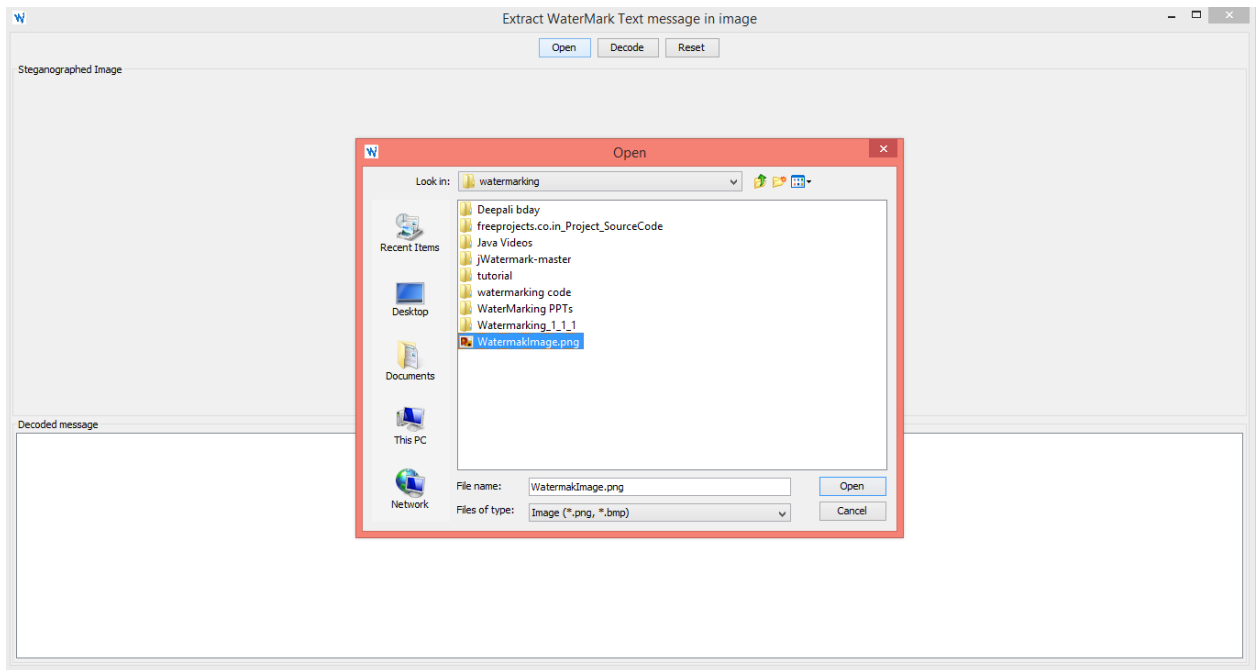 Extract WaterMark Text message in image
Open Decode Reset
Steganographed Image
Open
Look in: watermarking
Recent Items
Desktop
Documents
This PC
Network
Deepali bday
freeprojects.co.in_Project_SourceCode
Java Videos
jWatermark-master
tutorial
watermarking code
WaterMarking PPTs
Watermarking_1_1_1
WatermakImage.png
File name: WatermakImage.png Open
Files of type: Image (*.png, *.bmp) Cancel
Decoded message